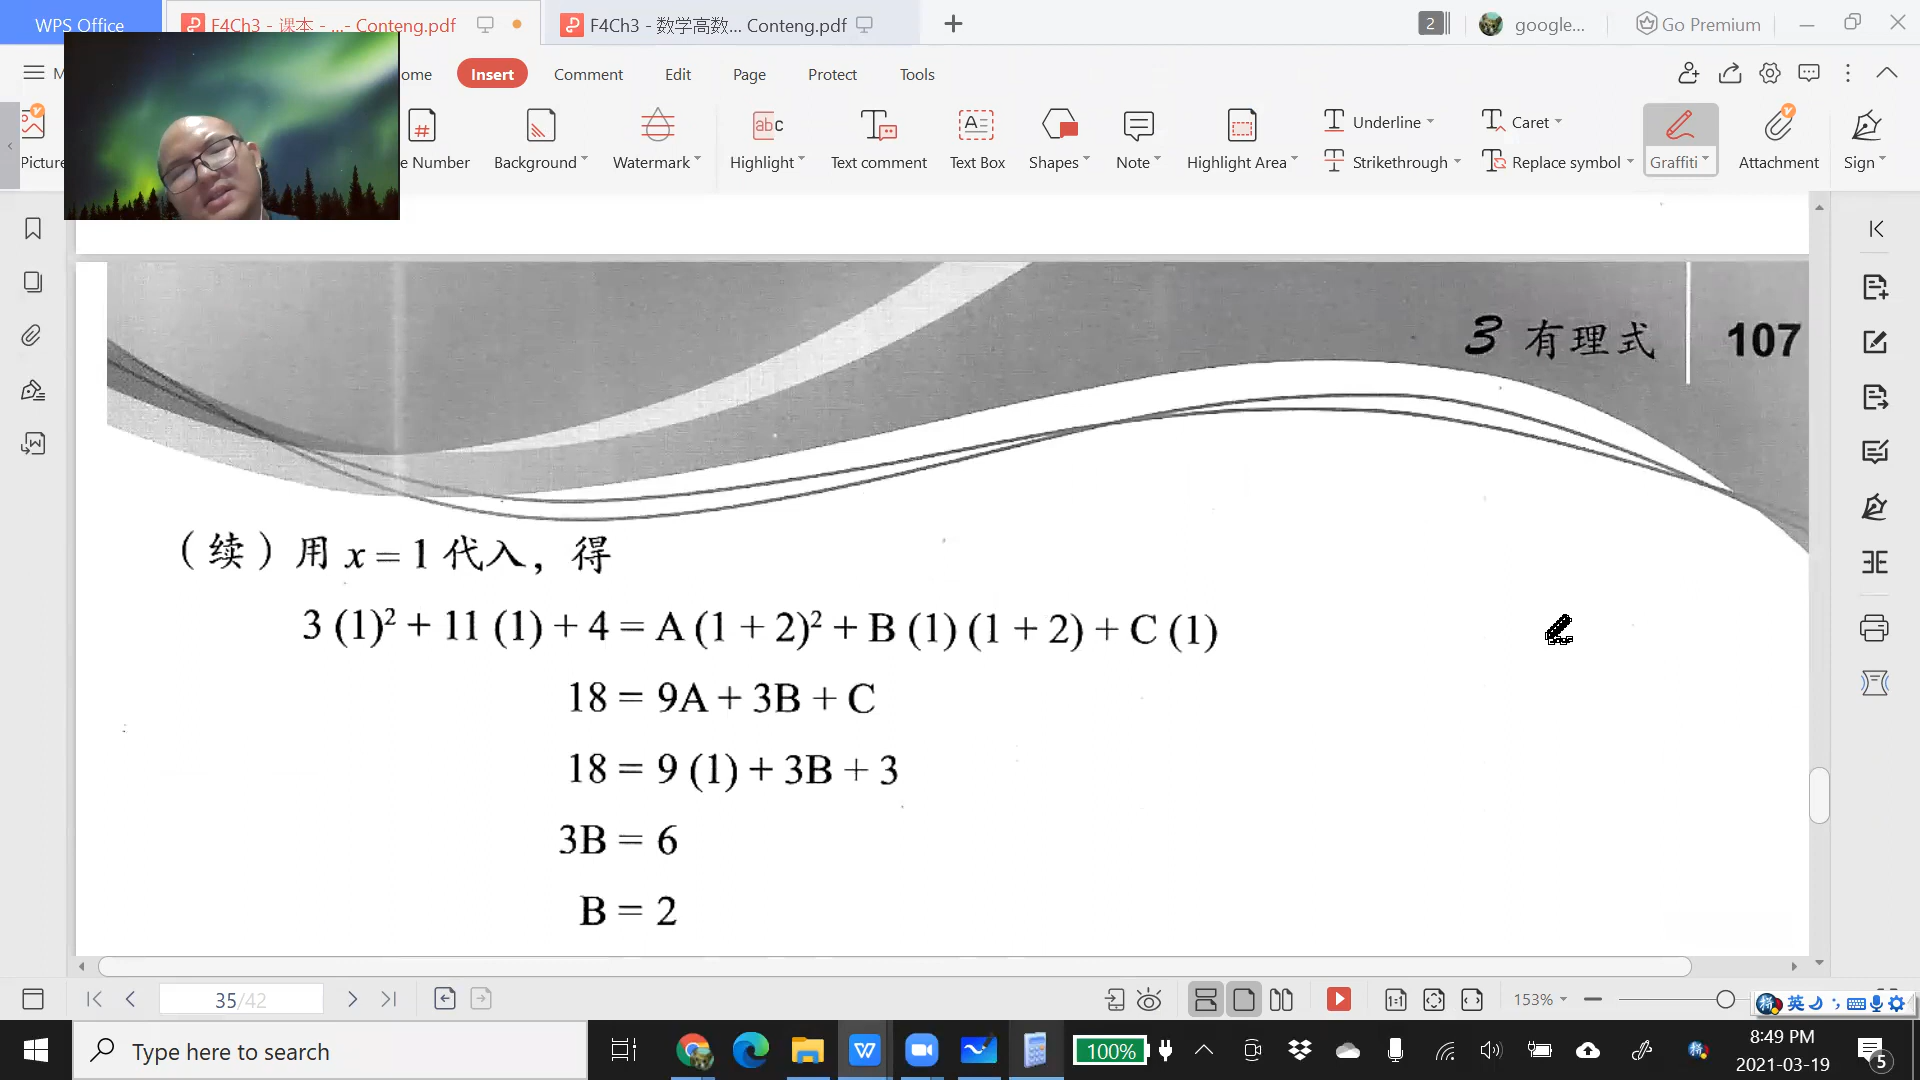 WPS Office
F4Ch3 - 课本 - ...- Conteng.pdf
F4Ch3 - 数学高数... Conteng.pdf
2
google...
Go Premium
M
ome
Insert
Comment
Edit
Page
Protect
Tools
Picture
e Number
Background
Watermark
Highlight
Text comment
Text Box
Shapes
Note
Highlight Area
Underline
Strikethrough
Caret
Replace symbol
Graffiti
Attachment
Sign
3 有理式 107
（续）用 x = 1 代入，得
3 (1)² + 11 (1) + 4 = A (1 + 2)² + B (1) (1 + 2) + C (1)
18 = 9A + 3B + C
18 = 9 (1) + 3B + 3
3B = 6
B = 2
35/42
153%
英
Type here to search
100%
8:49 PM
2021-03-19
5